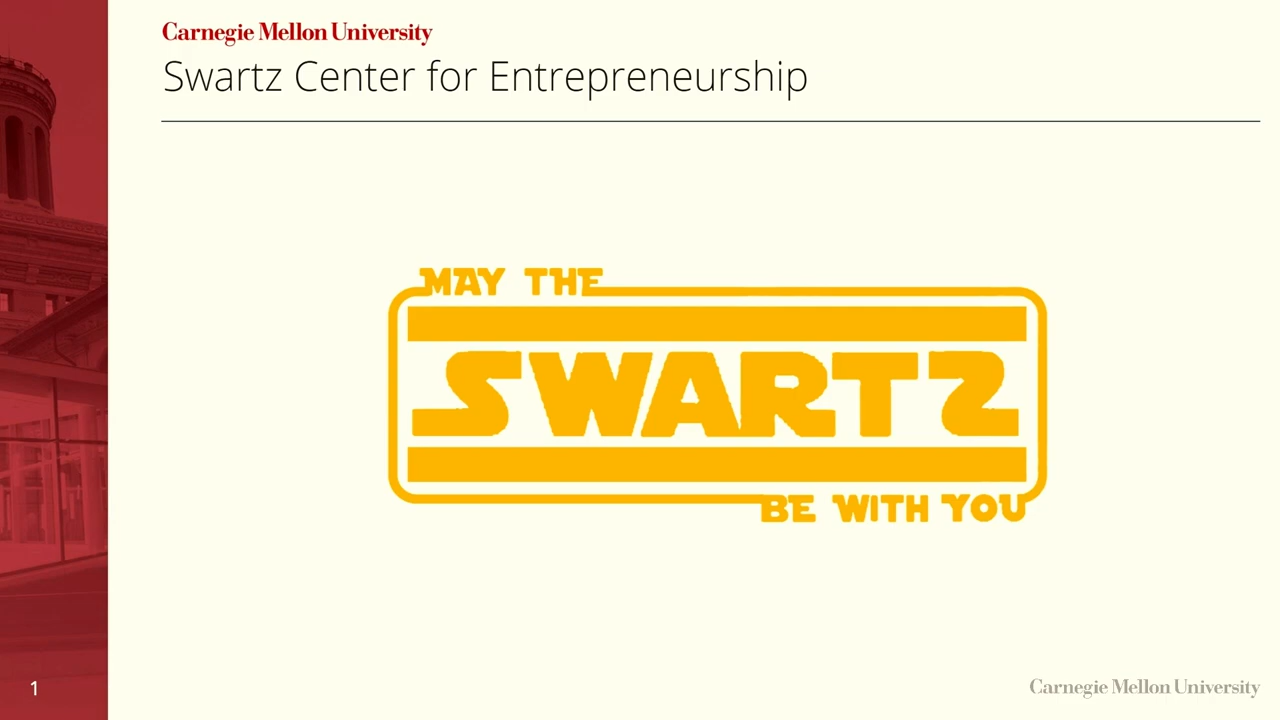 Carnegie Mellon University
Swartz Center for Entrepreneurship
MAY THE
SWARTZ
BE WITH YOU
1
Carnegie Mellon University